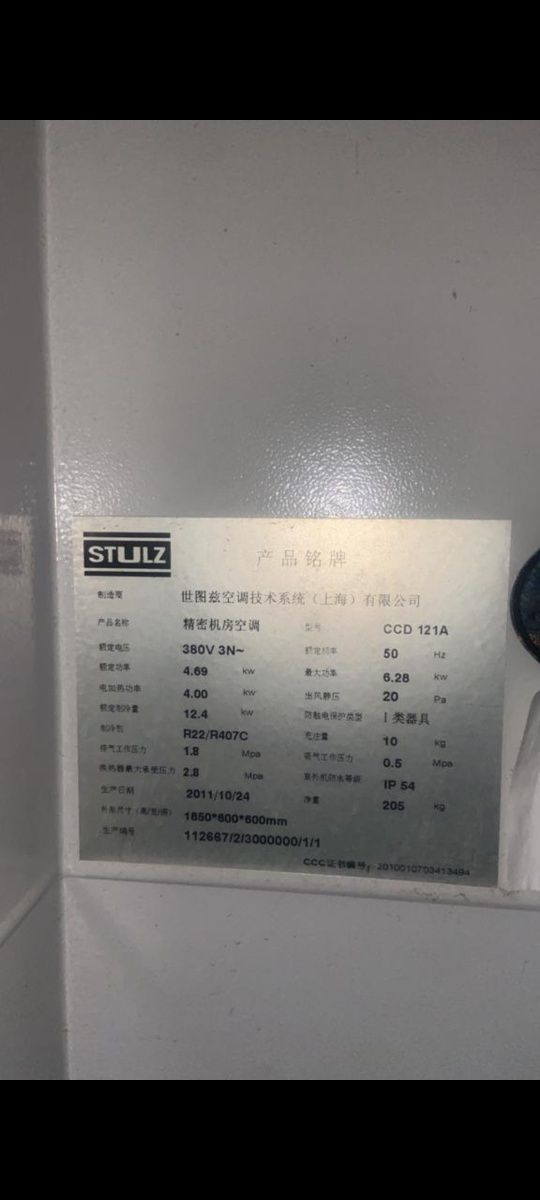 STULZ
产品铭牌
制造商 世图兹空调技术系统（上海）有限公司
产品名称 精密机房空调 型号 CCD 121A
额定电压 380V 3N~ 额定频率 50 Hz
额定功率 4.69 kw 最大功率 6.28 kw
电加热功率 4.00 kw 出风静压 20 Pa
额定制冷量 12.4 kw 防触电保护类型 I 类器具
制冷剂 R22/R407C 充注量 10 kg
排气工作压力 1.8 Mpa 吸气工作压力 0.5 Mpa
换热器最大承受压力 2.8 Mpa 室外机防水等级 IP 54
生产日期 2011/10/24 净重 205 kg
外形尺寸（高/宽/深） 1850*600*600mm
生产编号 112667/2/3000000/1/1
CCC证书编号：2010010703413494